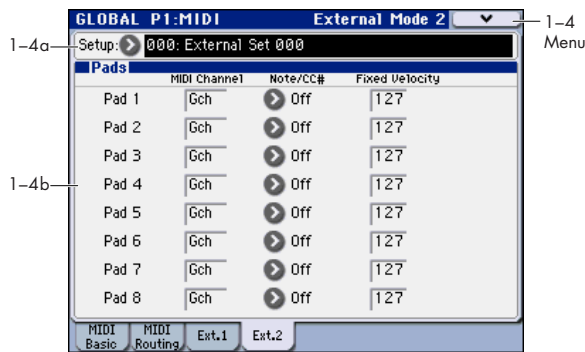 GLOBAL P1:MIDI External Mode 2
1–4
Menu
1–4a
Setup: 000: External Set 000
Pads
MIDI Channel Note/CC# Fixed Velocity
Pad 1 Gch Off 127
Pad 2 Gch Off 127
Pad 3 Gch Off 127
1–4b
Pad 4 Gch Off 127
Pad 5 Gch Off 127
Pad 6 Gch Off 127
Pad 7 Gch Off 127
Pad 8 Gch Off 127
MIDI Basic MIDI Routing Ext.1 Ext.2